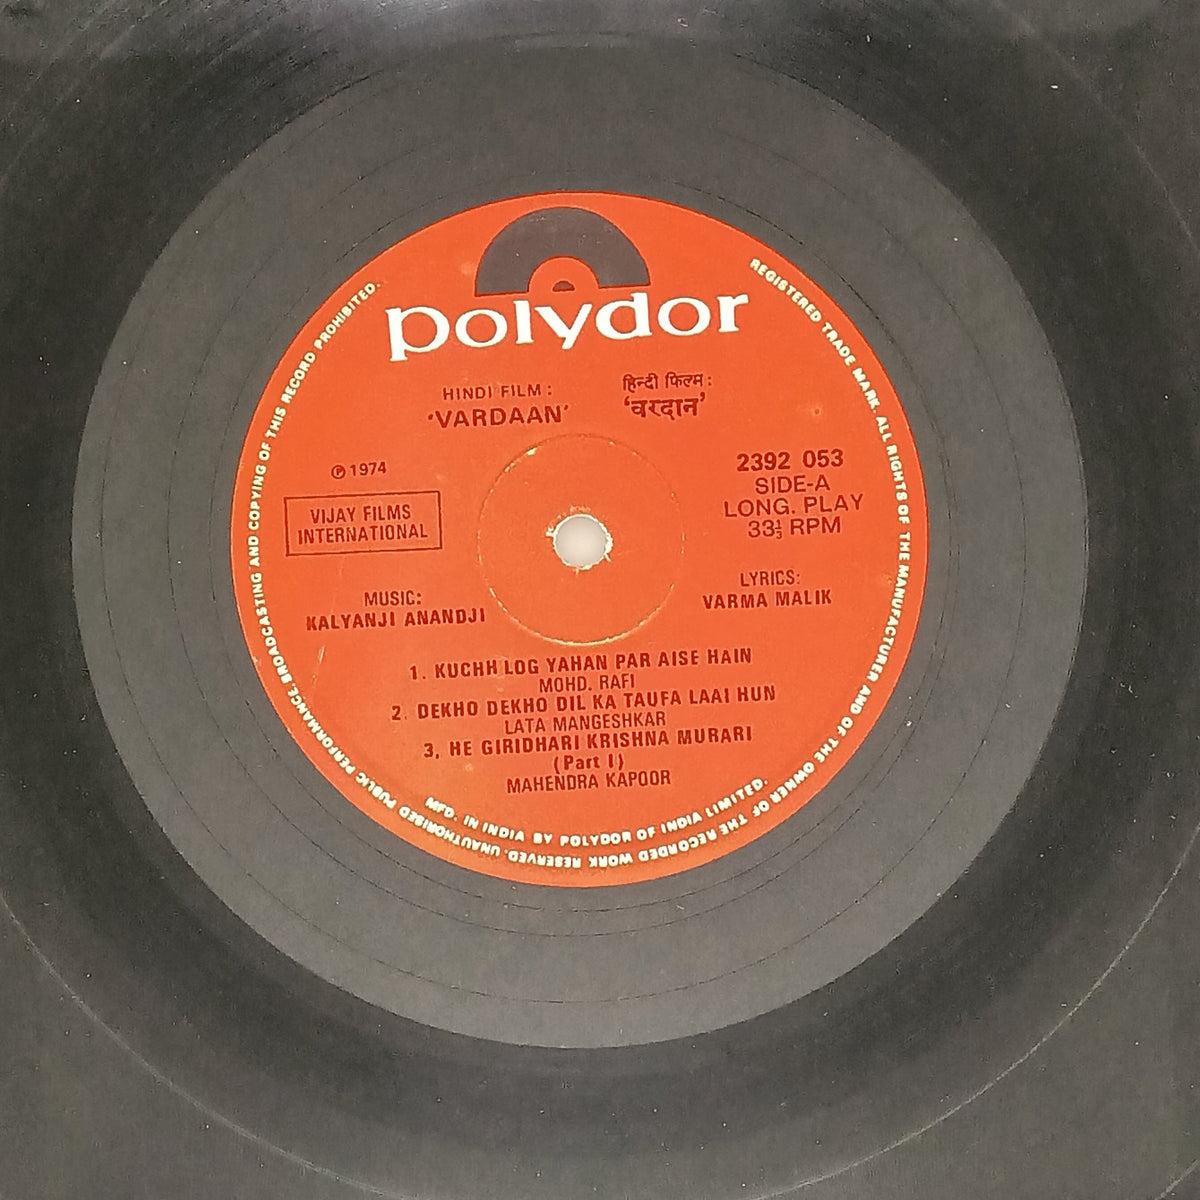 polydor
HINDI FILM :
'VARDAAN'
हिन्दी फिल्म :
'वरदान'
℗ 1974
VIJAY FILMS
INTERNATIONAL
2392 053
SIDE-A
LONG. PLAY
33⅓ RPM
MUSIC:
KALYANJI ANANDJI
LYRICS:
VARMA MALIK
1. KUCHH LOG YAHAN PAR AISE HAIN
MOHD. RAFI
2. DEKHO DEKHO DIL KA TAUFA LAAI HUN
LATA MANGESHKAR
3, HE GIRIDHARI KRISHNA MURARI
(Part I)
MAHENDRA KAPOOR
MFD. IN INDIA BY POLYDOR OF INDIA LIMITED.
REGISTERED TRADE MARK. ALL RIGHTS OF THE MANUFACTURER AND OF THE OWNER OF THE RECORDED WORK RESERVED. UNAUTHORISED PUBLIC PERFORMANCE, BROADCASTING AND COPYING OF THIS RECORD PROHIBITED.